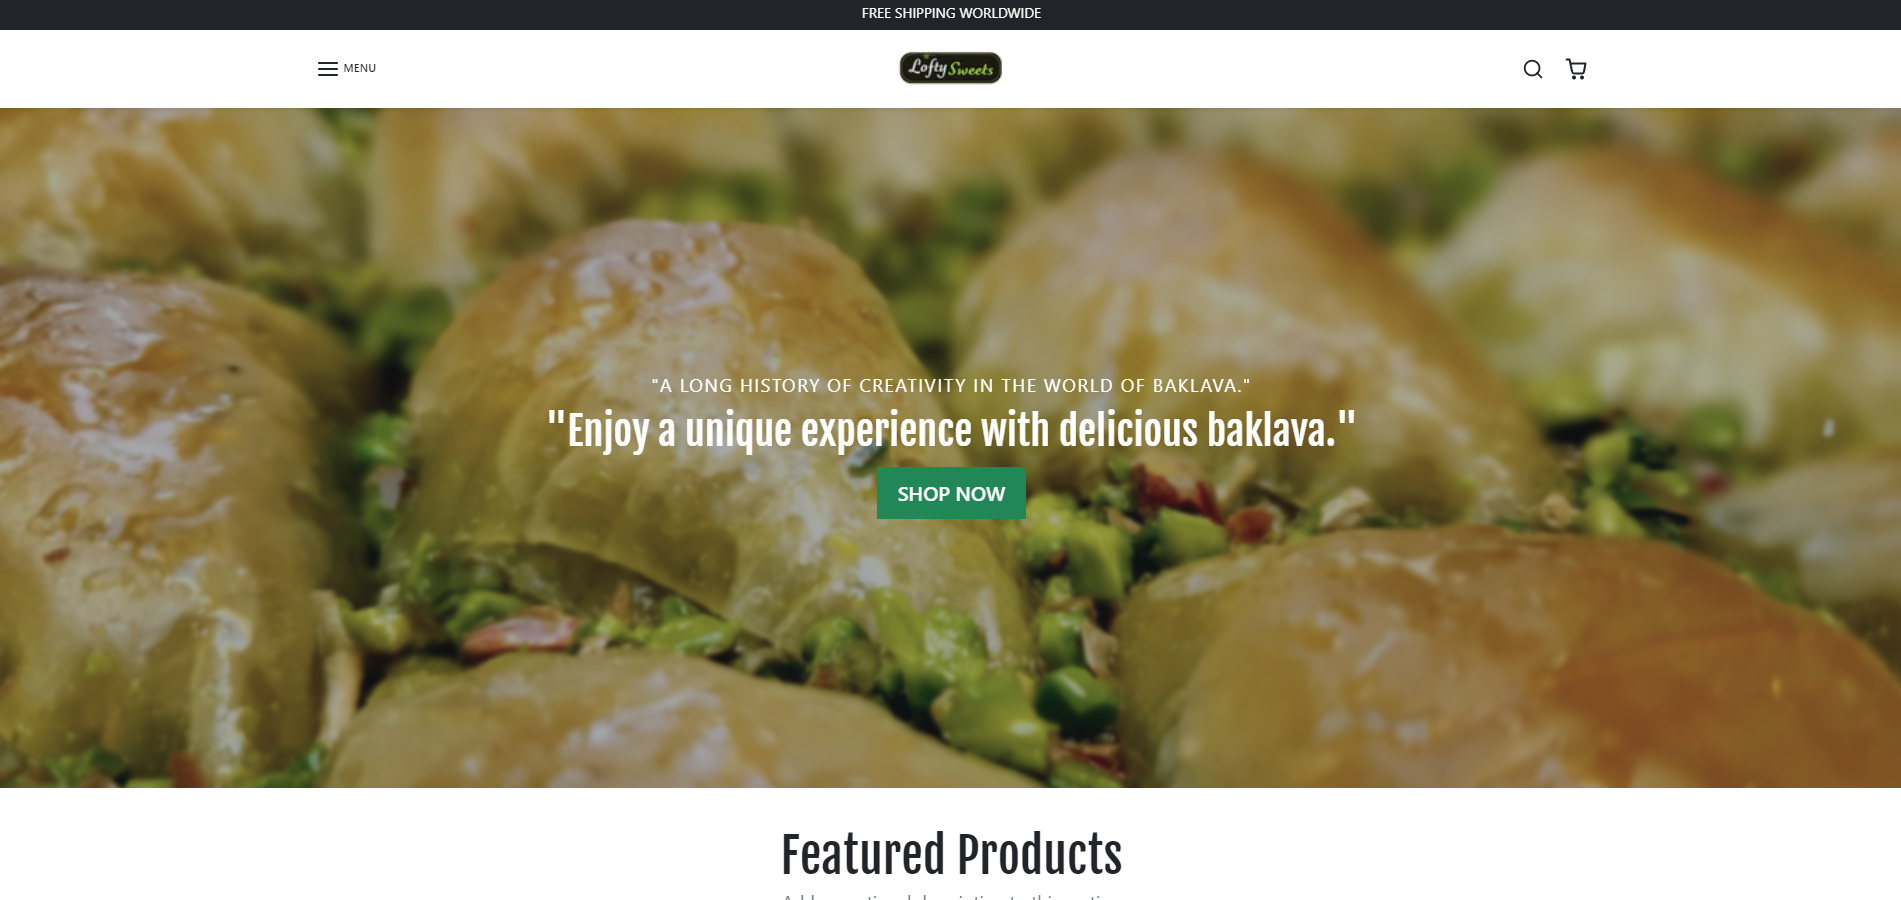 FREE SHIPPING WORLDWIDE
MENU
Lofty Sweets
"A LONG HISTORY OF CREATIVITY IN THE WORLD OF BAKLAVA."
"Enjoy a unique experience with delicious baklava."
SHOP NOW
Featured Products